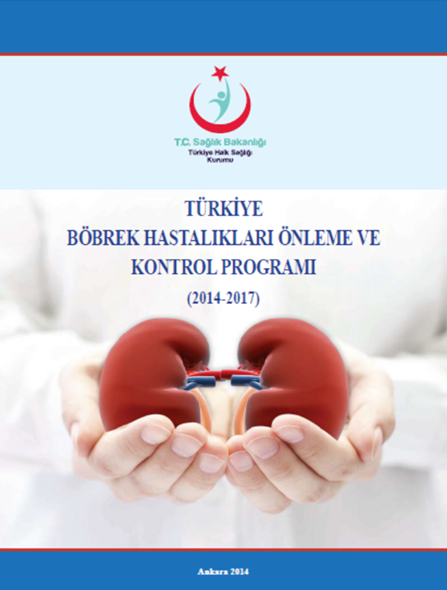 T.C. Sağlık Bakanlığı
Türkiye Halk Sağlığı
Kurumu
TÜRKİYE
BÖBREK HASTALIKLARI ÖNLEME VE
KONTROL PROGRAMI
(2014-2017)
Ankara 2014